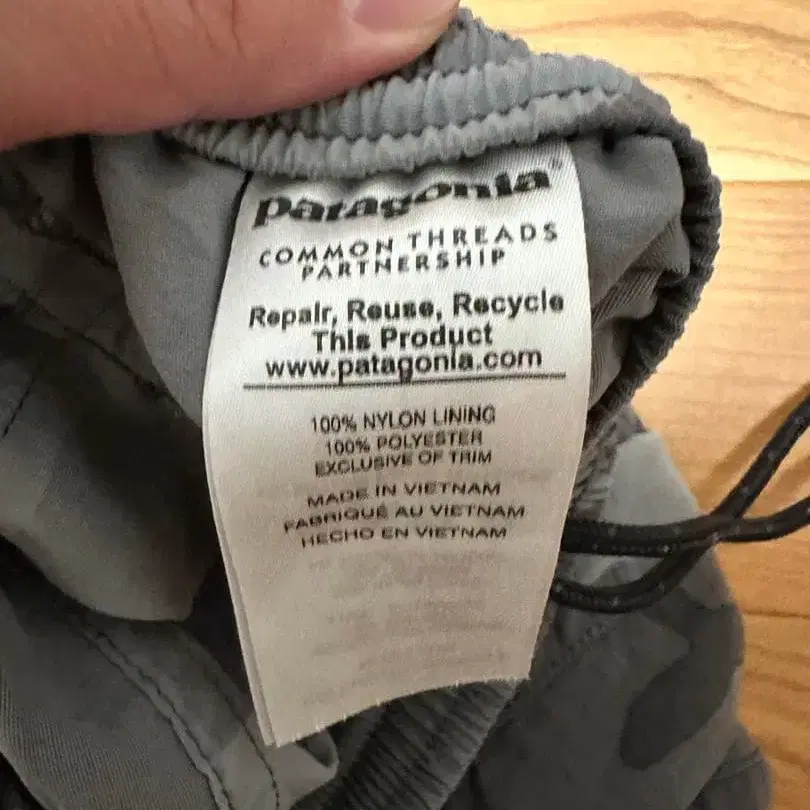 patagonia®
COMMON THREADS
PARTNERSHIP
Repair, Reuse, Recycle
This Product
www.patagonia.com
100% NYLON LINING
100% POLYESTER
EXCLUSIVE OF TRIM
MADE IN VIETNAM
FABRIQUÉ AU VIETNAM
HECHO EN VIETNAM